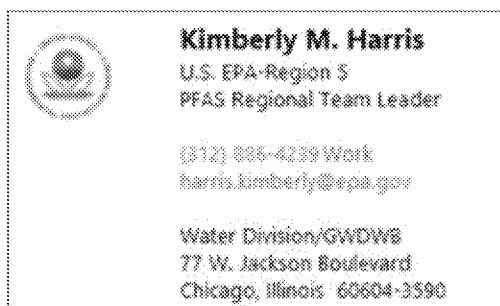 Kimberly M. Harris
U.S. EPA-Region 5
PFAS Regional Team Leader
(312) 886-4239 Work
harris.kimberly@epa.gov
Water Division/GWDWB
77 W. Jackson Boulevard
Chicago, Illinois 60604-3590